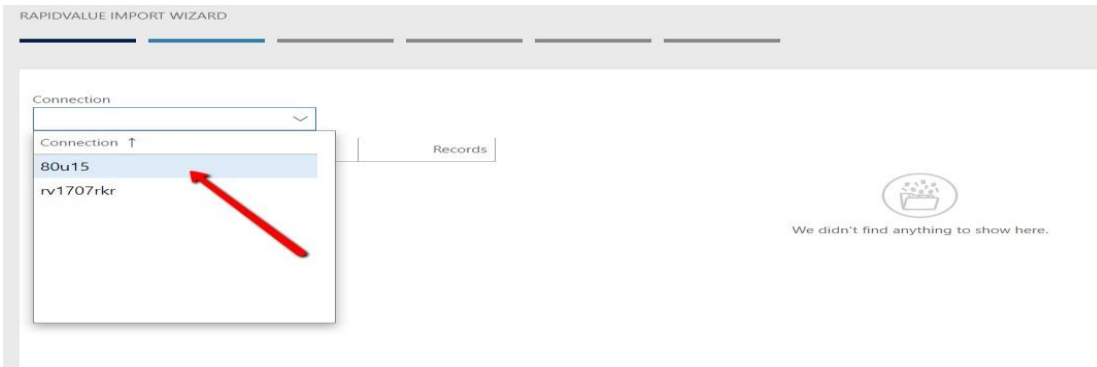 RAPIDVALUE IMPORT WIZARD
Connection
Connection ↑
Records
80u15
rv1707rkr
We didn't find anything to show here.